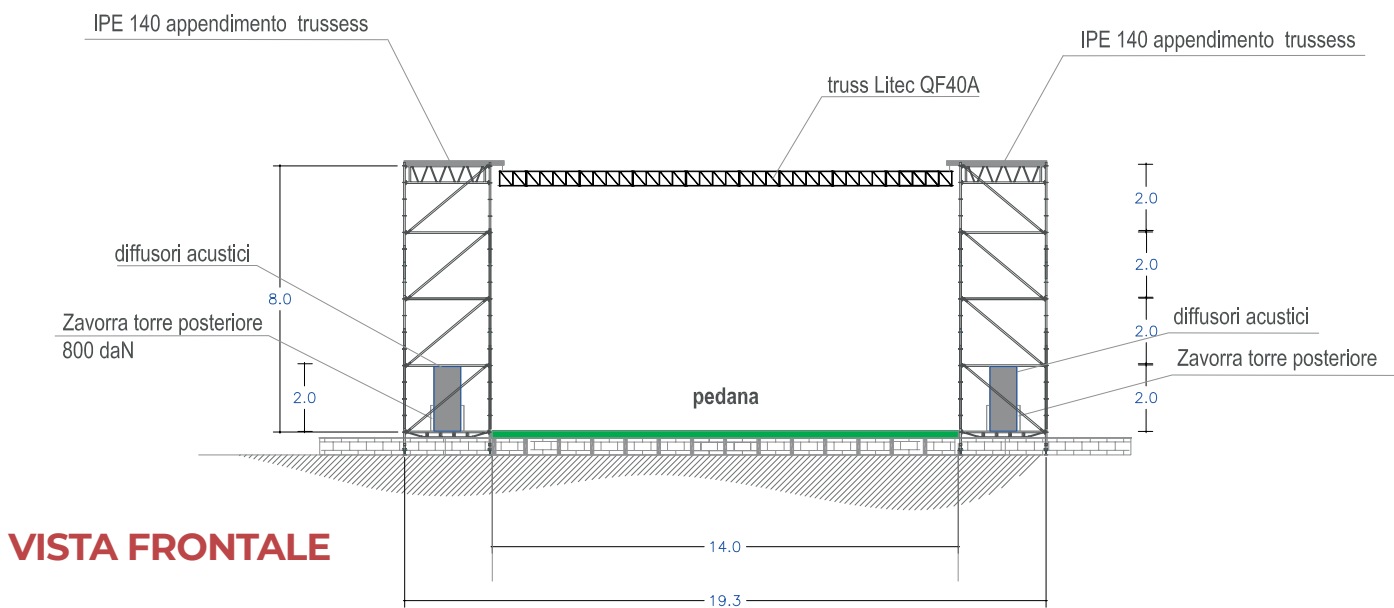 IPE 140 appendimento trussess
IPE 140 appendimento trussess
truss Litec QF40A
2.0
diffusori acustici
2.0
8.0
Zavorra torre posteriore
800 daN
diffusori acustici
2.0
Zavorra torre posteriore
2.0
pedana
2.0
VISTA FRONTALE
14.0
19.3